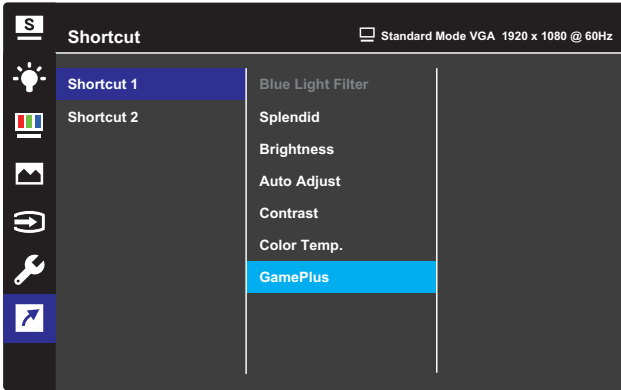 S
Shortcut
Standard Mode VGA 1920 x 1080 @ 60Hz
Shortcut 1
Shortcut 2
Blue Light Filter
Splendid
Brightness
Auto Adjust
Contrast
Color Temp.
GamePlus